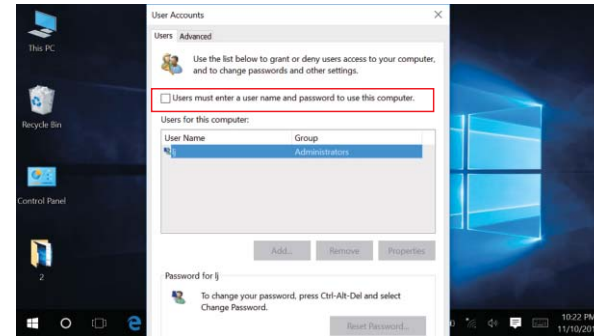 User Accounts
This PC
Users Advanced
Use the list below to grant or deny users access to your computer,
and to change passwords and other settings.
Users must enter a user name and password to use this computer.
Recycle Bin
Users for this computer:
User Name Group
lj Administrators
Control Panel
Add... Remove Properties
2
Password for lj
To change your password, press Ctrl-Alt-Del and select
Change Password.
Reset Password...
10:22 PM
11/10/201